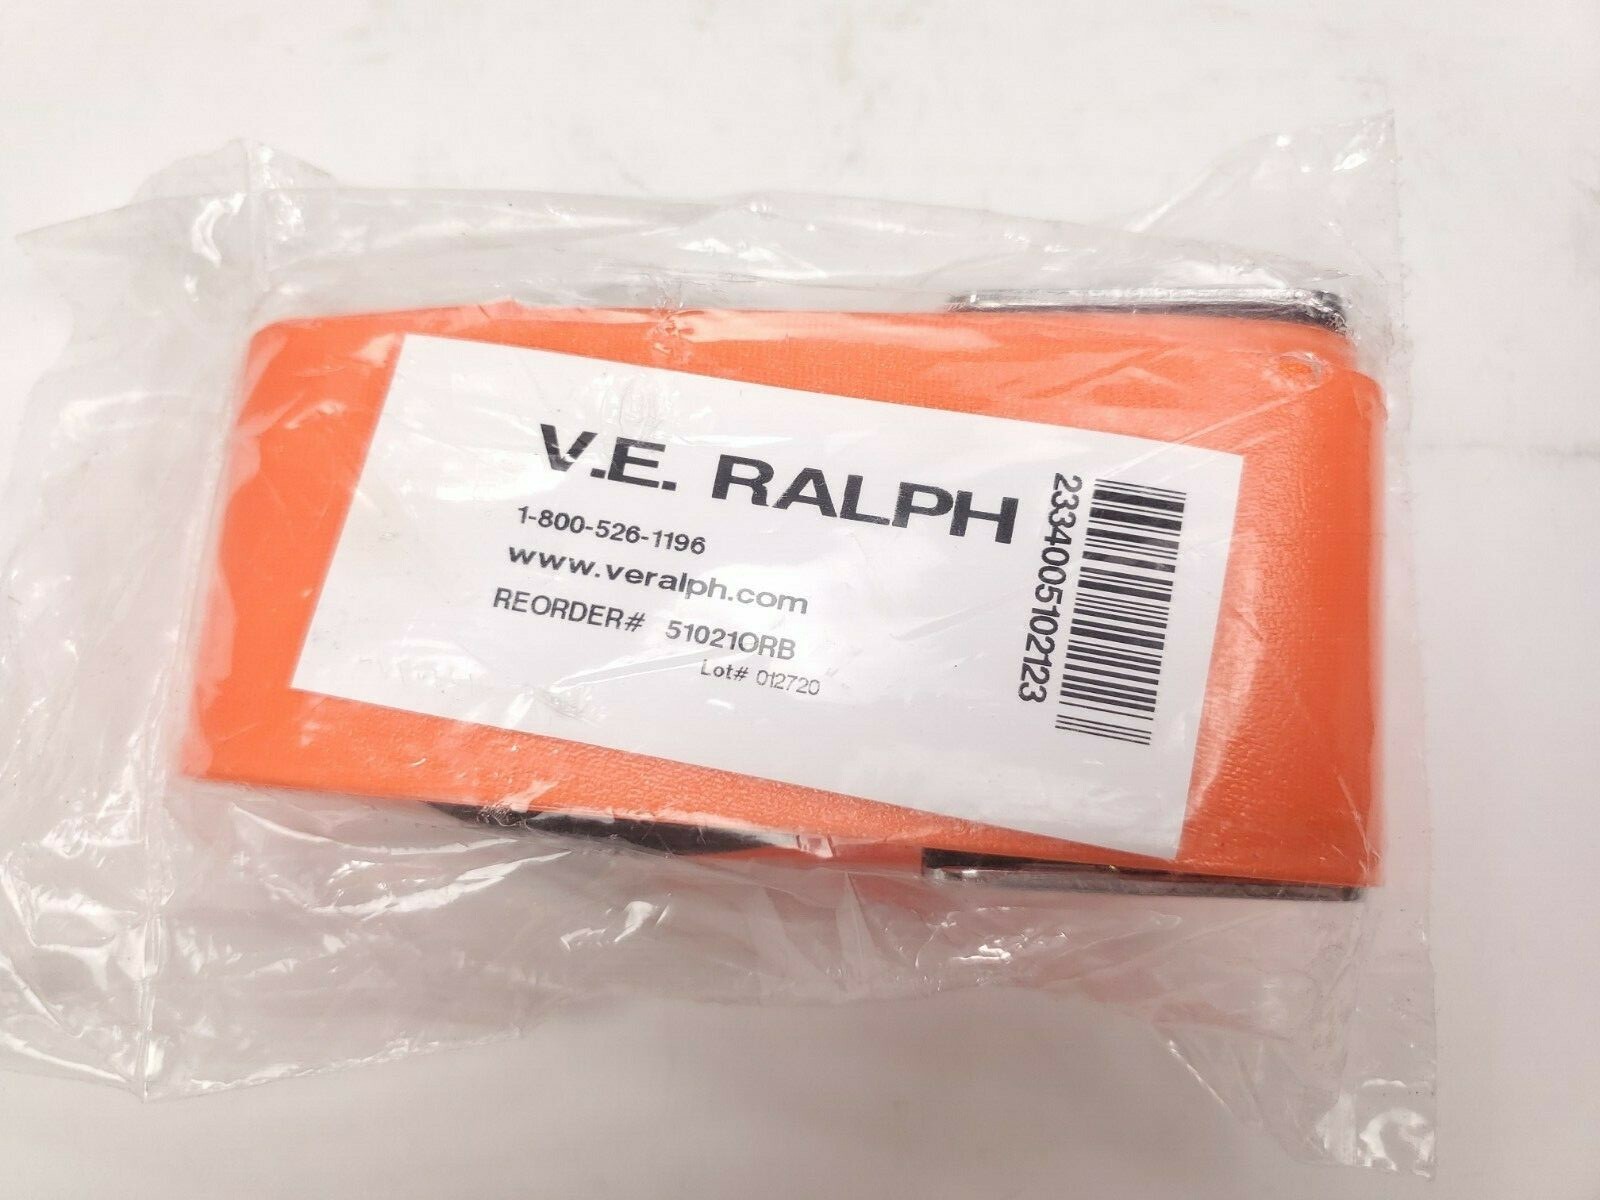 V.E. RALPH
1-800-526-1196
www.veralph.com
REORDER# 51021ORB
Lot# 012720
2334005102123